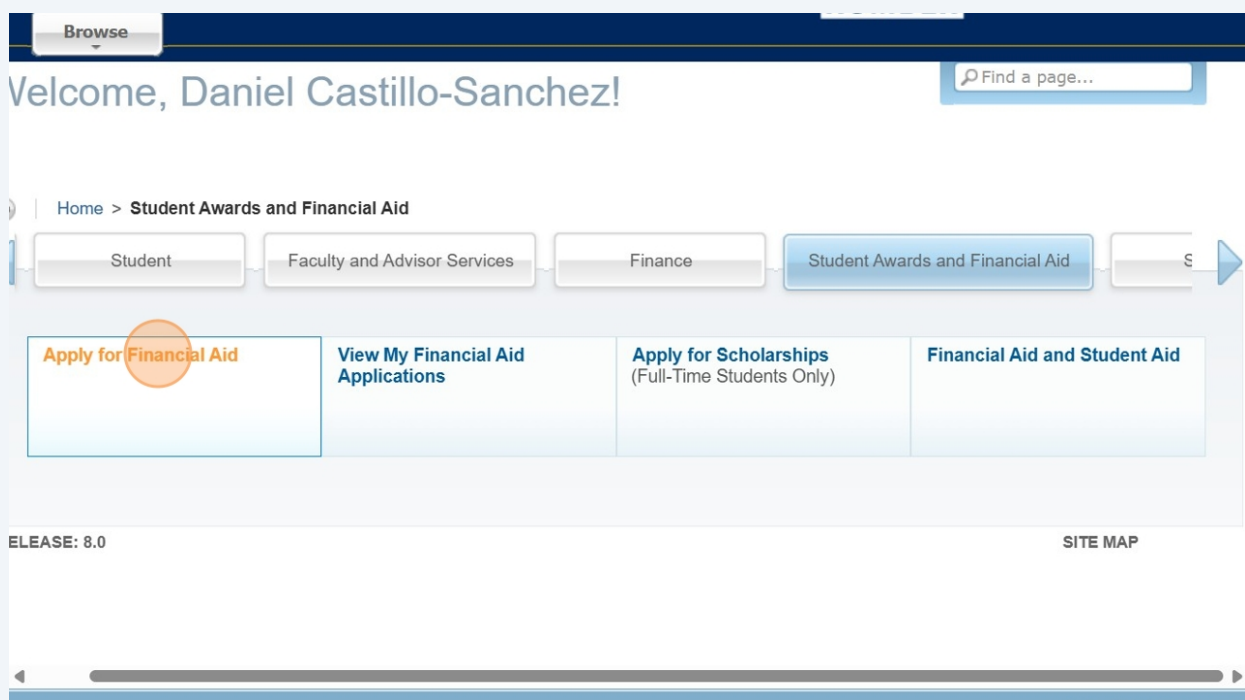 Browse
Welcome, Daniel Castillo-Sanchez!
Find a page...
Home > Student Awards and Financial Aid
Student
Faculty and Advisor Services
Finance
Student Awards and Financial Aid
S
Apply for Financial Aid
View My Financial Aid
Applications
Apply for Scholarships
(Full-Time Students Only)
Financial Aid and Student Aid
ELEASE: 8.0
SITE MAP